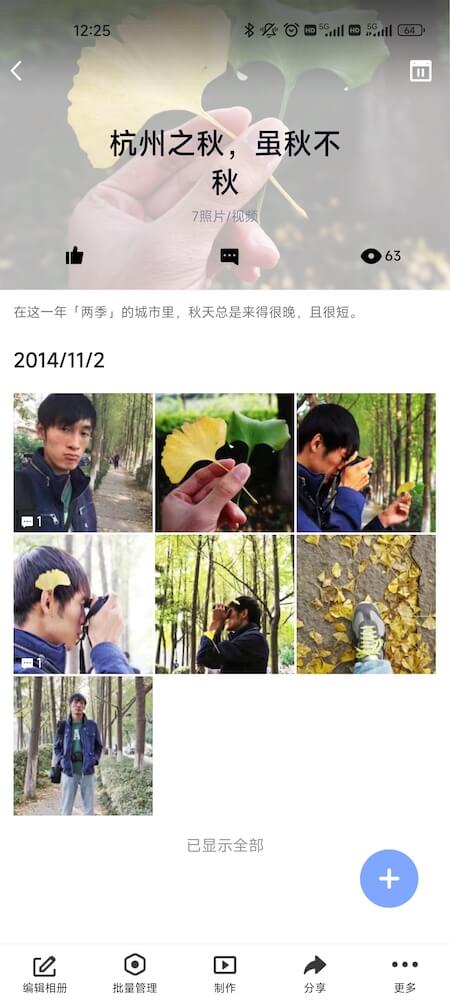 12:25
HD 5G HD 5G 64
杭州之秋，虽秋不
秋
7照片/视频
63
在这一年「两季」的城市里，秋天总是来得很晚，且很短。
2014/11/2
1
1
已显示全部
编辑相册 批量管理 制作 分享 更多